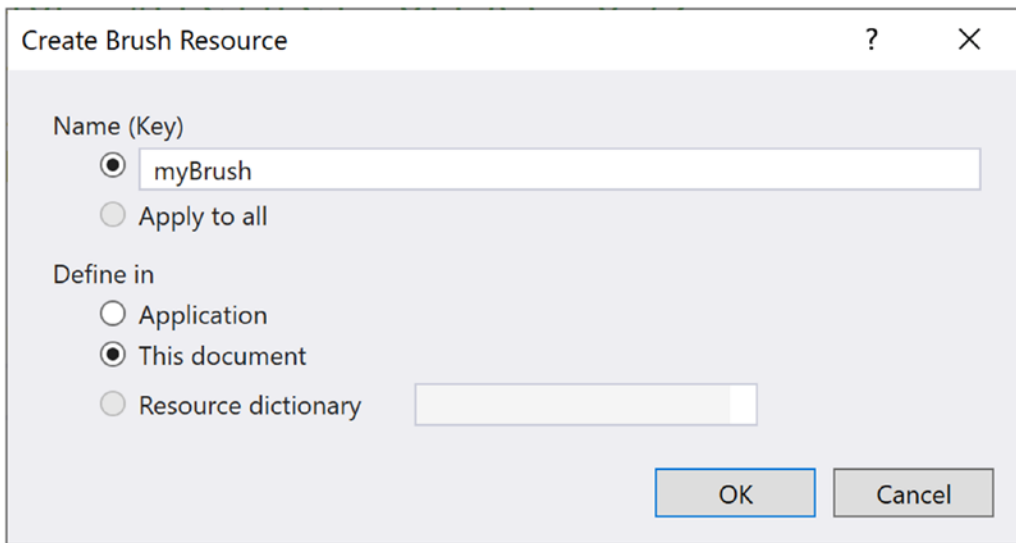 Create Brush Resource ?
Name (Key)
myBrush
Apply to all
Define in
Application
This document
Resource dictionary
OK Cancel